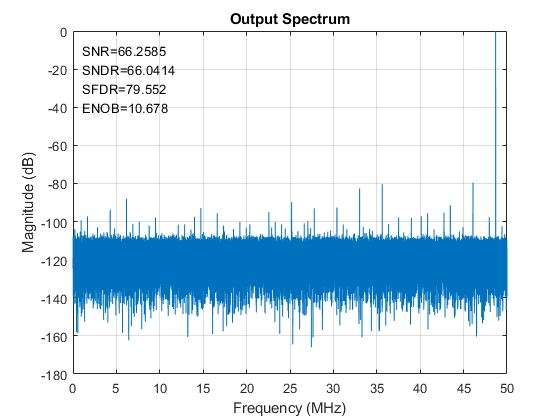 Output Spectrum
SNR=66.2585
SNDR=66.0414
SFDR=79.552
ENOB=10.678
Magnitude (dB)
0
-20
-40
-60
-80
-100
-120
-140
-160
-180
0 5 10 15 20 25 30 35 40 45 50
Frequency (MHz)